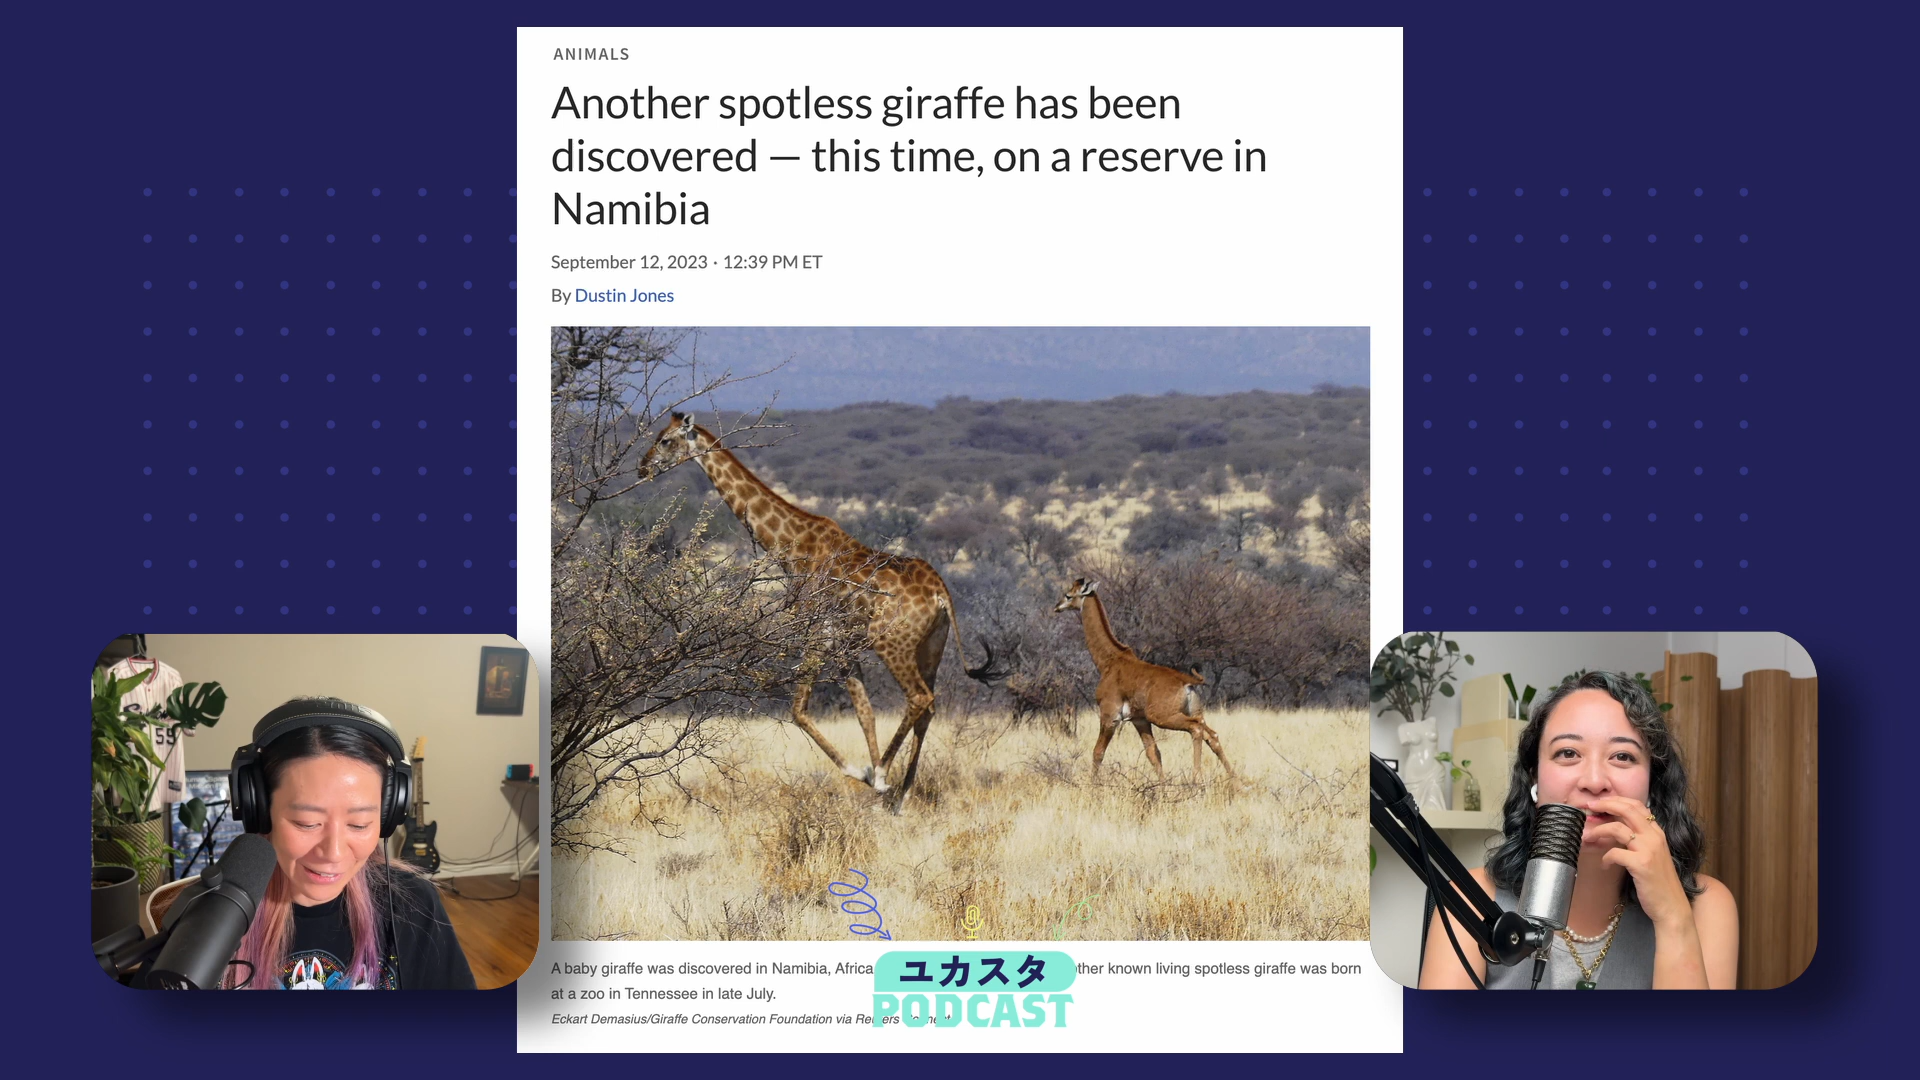 ANIMALS
Another spotless giraffe has been
discovered — this time, on a reserve in
Namibia
September 12, 2023 · 12:39 PM ET
By Dustin Jones
59
A baby giraffe was discovered in Namibia, Africa ther known living spotless giraffe was born
at a zoo in Tennessee in late July.
Eckart Demasius/Giraffe Conservation Foundation via
ユカスタ
PODCAST